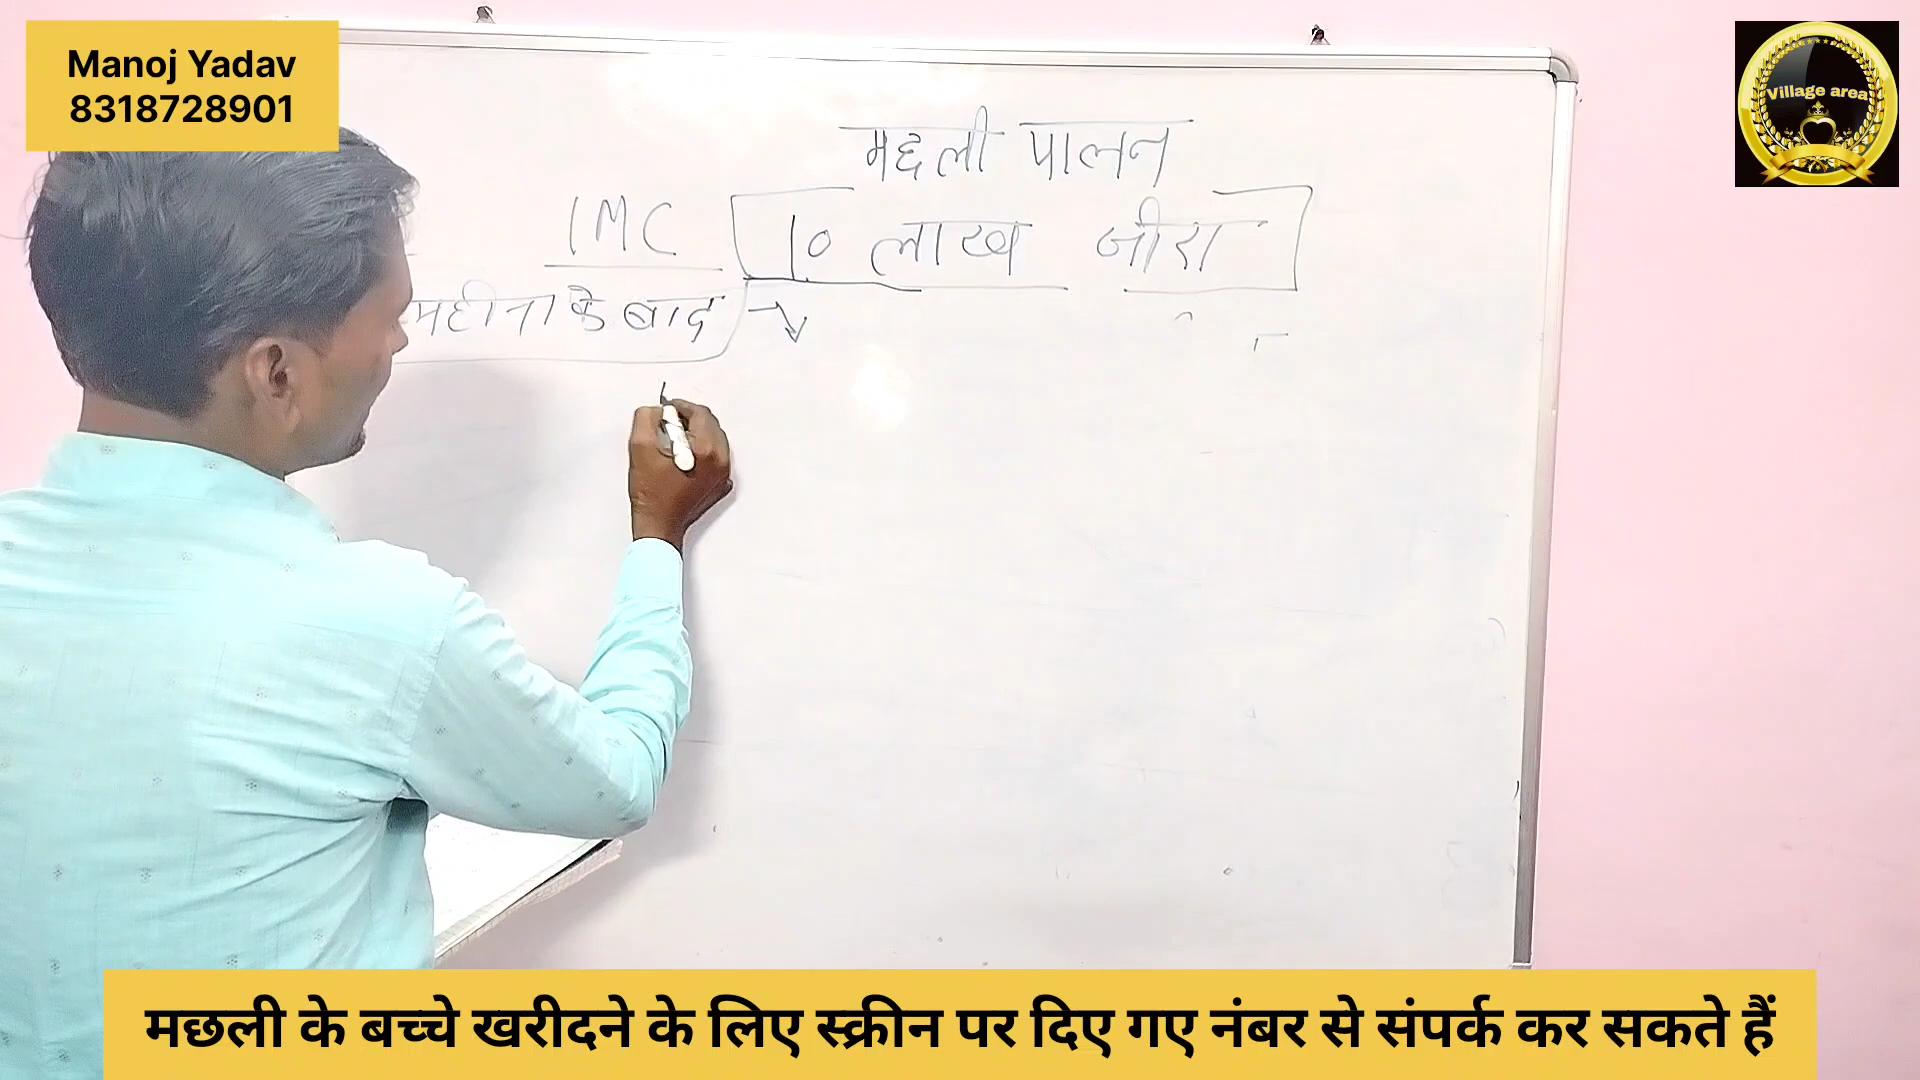 Manoj Yadav
8318728901
Village area
मछली पालन
IMC 10 लाख जीरा
महीना के बाद →
मछली के बच्चे खरीदने के लिए स्क्रीन पर दिए गए नंबर से संपर्क कर सकते हैं